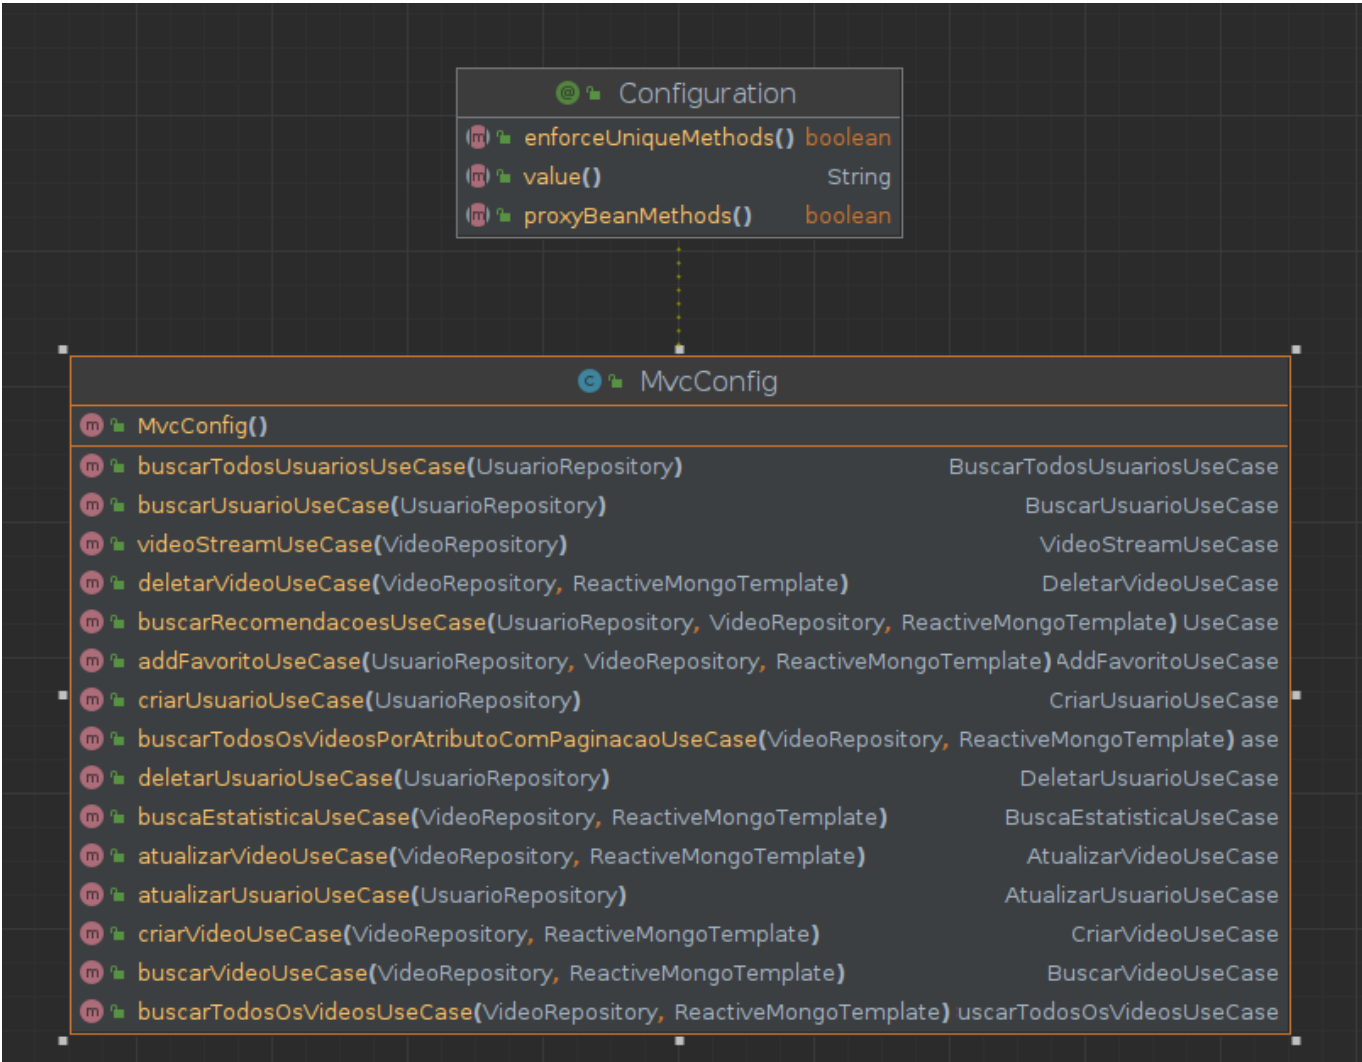 Configuration
enforceUniqueMethods() boolean
value() String
proxyBeanMethods() boolean
MvcConfig
MvcConfig()
buscarTodosUsuariosUseCase(UsuarioRepository) BuscarTodosUsuariosUseCase
buscarUsuarioUseCase(UsuarioRepository) BuscarUsuarioUseCase
videoStreamUseCase(VideoRepository) VideoStreamUseCase
deletarVideoUseCase(VideoRepository, ReactiveMongoTemplate) DeletarVideoUseCase
buscarRecomendacoesUseCase(UsuarioRepository, VideoRepository, ReactiveMongoTemplate) UseCase
addFavoritoUseCase(UsuarioRepository, VideoRepository, ReactiveMongoTemplate) AddFavoritoUseCase
criarUsuarioUseCase(UsuarioRepository) CriarUsuarioUseCase
buscarTodosOsVideosPorAtributoComPaginacaoUseCase(VideoRepository, ReactiveMongoTemplate) ase
deletarUsuarioUseCase(UsuarioRepository) DeletarUsuarioUseCase
buscaEstatisticaUseCase(VideoRepository, ReactiveMongoTemplate) BuscaEstatisticaUseCase
atualizarVideoUseCase(VideoRepository, ReactiveMongoTemplate) AtualizarVideoUseCase
atualizarUsuarioUseCase(UsuarioRepository) AtualizarUsuarioUseCase
criarVideoUseCase(VideoRepository, ReactiveMongoTemplate) CriarVideoUseCase
buscarVideoUseCase(VideoRepository, ReactiveMongoTemplate) BuscarVideoUseCase
buscarTodosOsVideosUseCase(VideoRepository, ReactiveMongoTemplate) uscarTodosOsVideosUseCase